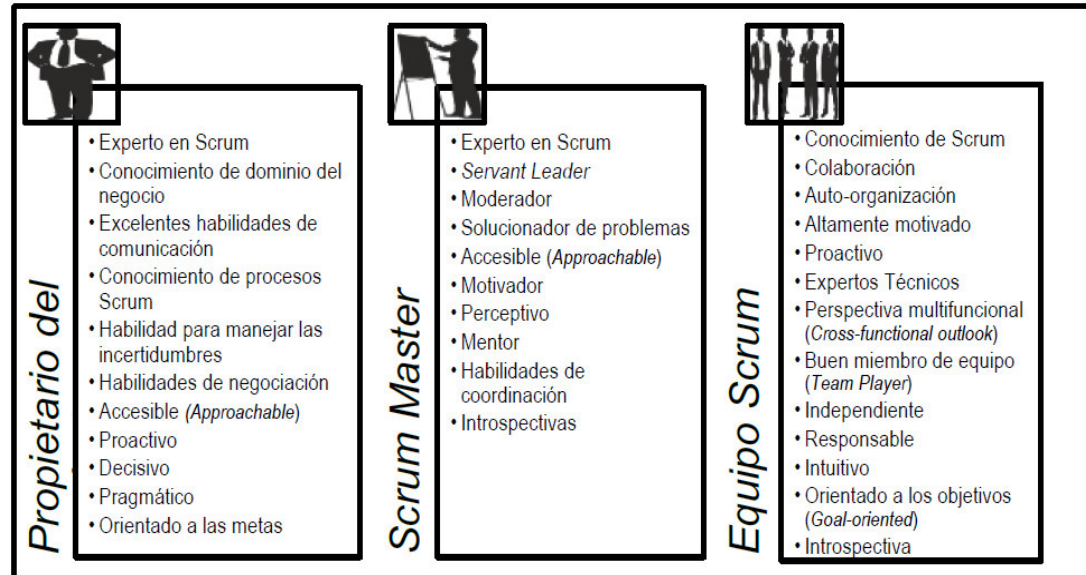 Propietario del
• Experto en Scrum
• Conocimiento de dominio del
negocio
• Excelentes habilidades de
comunicación
• Conocimiento de procesos
Scrum
• Habilidad para manejar las
incertidumbres
• Habilidades de negociación
• Accesible (Approachable)
• Proactivo
• Decisivo
• Pragmático
• Orientado a las metas
Scrum Master
• Experto en Scrum
• Servant Leader
• Moderador
• Solucionador de problemas
• Accesible (Approachable)
• Motivador
• Perceptivo
• Mentor
• Habilidades de
coordinación
• Introspectivas
Equipo Scrum
• Conocimiento de Scrum
• Colaboración
• Auto-organización
• Altamente motivado
• Proactivo
• Expertos Técnicos
• Perspectiva multifuncional
(Cross-functional outlook)
• Buen miembro de equipo
(Team Player)
• Independiente
• Responsable
• Intuitivo
• Orientado a los objetivos
(Goal-oriented)
• Introspectiva